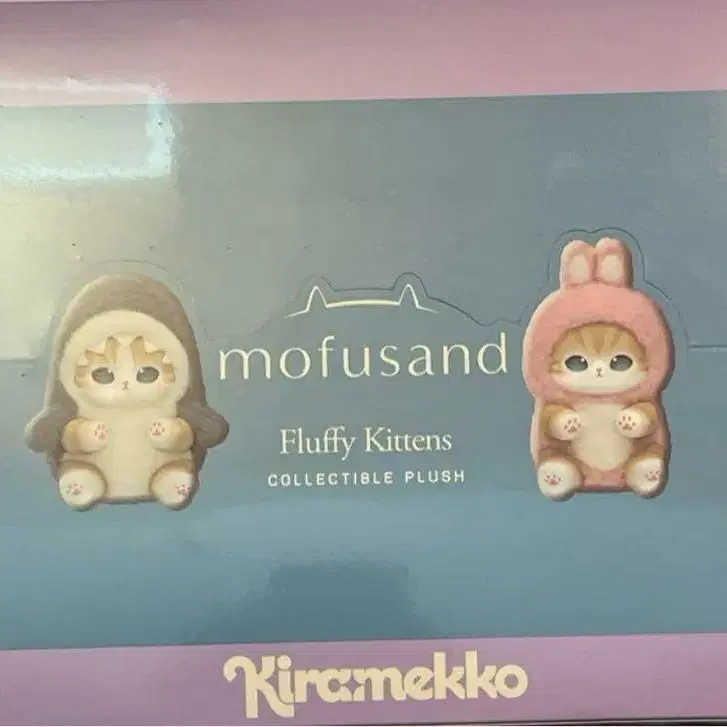 mofusand
Fluffy Kittens
COLLECTIBLE PLUSH
Kiramekko